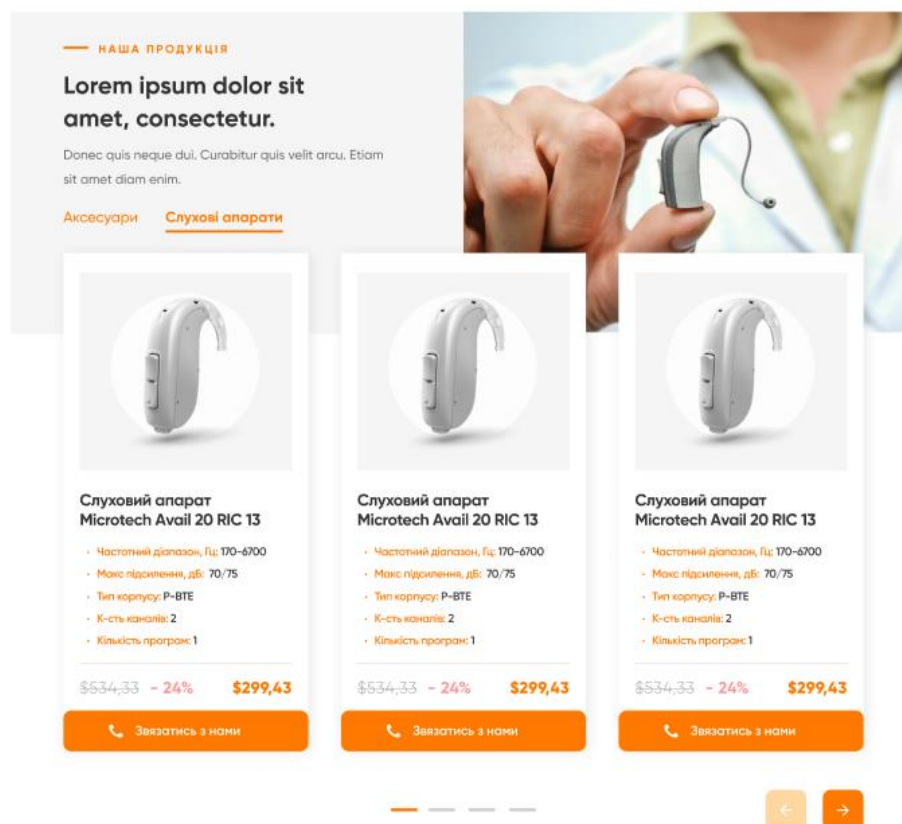 НАША ПРОДУКЦІЯ
Lorem ipsum dolor sit
amet, consectetur.
Donec quis neque dui. Curabitur quis velit arcu. Etiam
sit amet diam enim.
Аксесуари
Слухові апарати
Слуховий апарат
Microtech Avail 20 RIC 13
· Частотний діапазон, Гц: 170-6700
· Макс підсилення, дБ: 70/75
· Тип корпусу: P-BTE
· К-сть каналів: 2
· Кількість програм: 1
$534,33 - 24% $299,43
Звязатись з нами
Слуховий апарат
Microtech Avail 20 RIC 13
· Частотний діапазон, Гц: 170-6700
· Макс підсилення, дБ: 70/75
· Тип корпусу: P-BTE
· К-сть каналів: 2
· Кількість програм: 1
$534,33 - 24% $299,43
Звязатись з нами
Слуховий апарат
Microtech Avail 20 RIC 13
· Частотний діапазон, Гц: 170-6700
· Макс підсилення, дБ: 70/75
· Тип корпусу: P-BTE
· К-сть каналів: 2
· Кількість програм: 1
$534,33 - 24% $299,43
Звязатись з нами